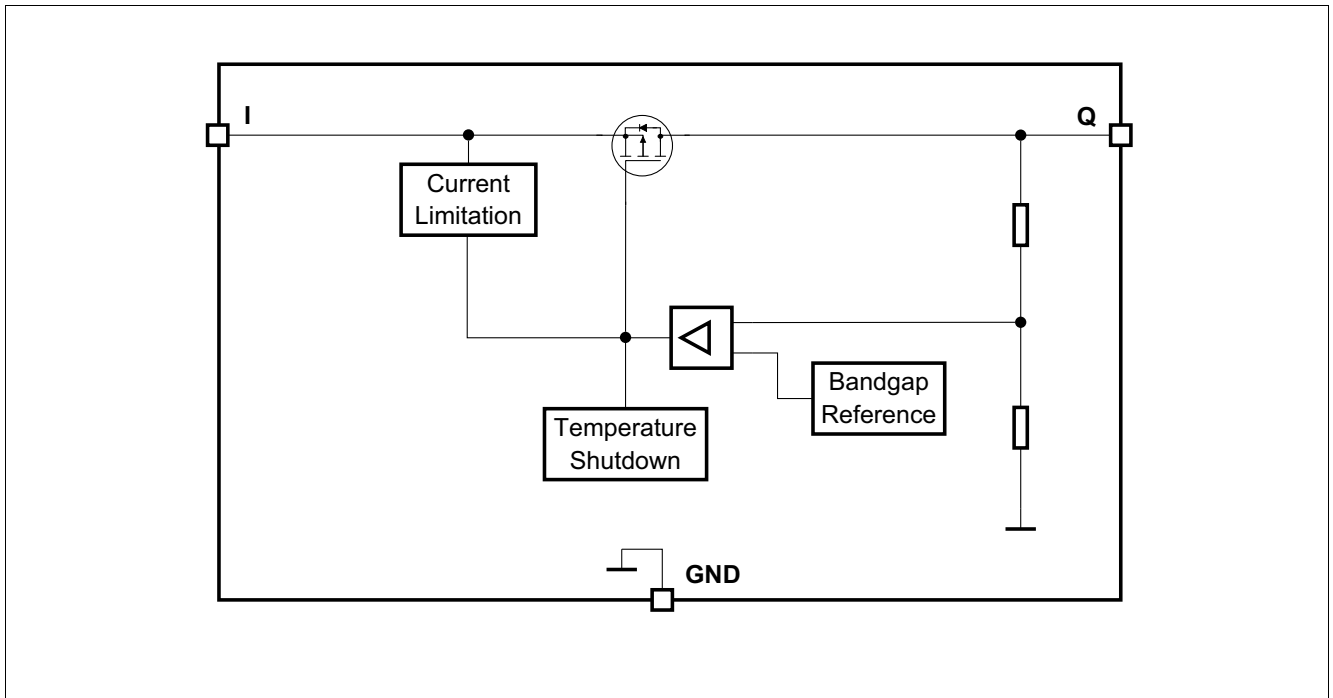 I
Q
Current
Limitation
Bandgap
Reference
Temperature
Shutdown
GND